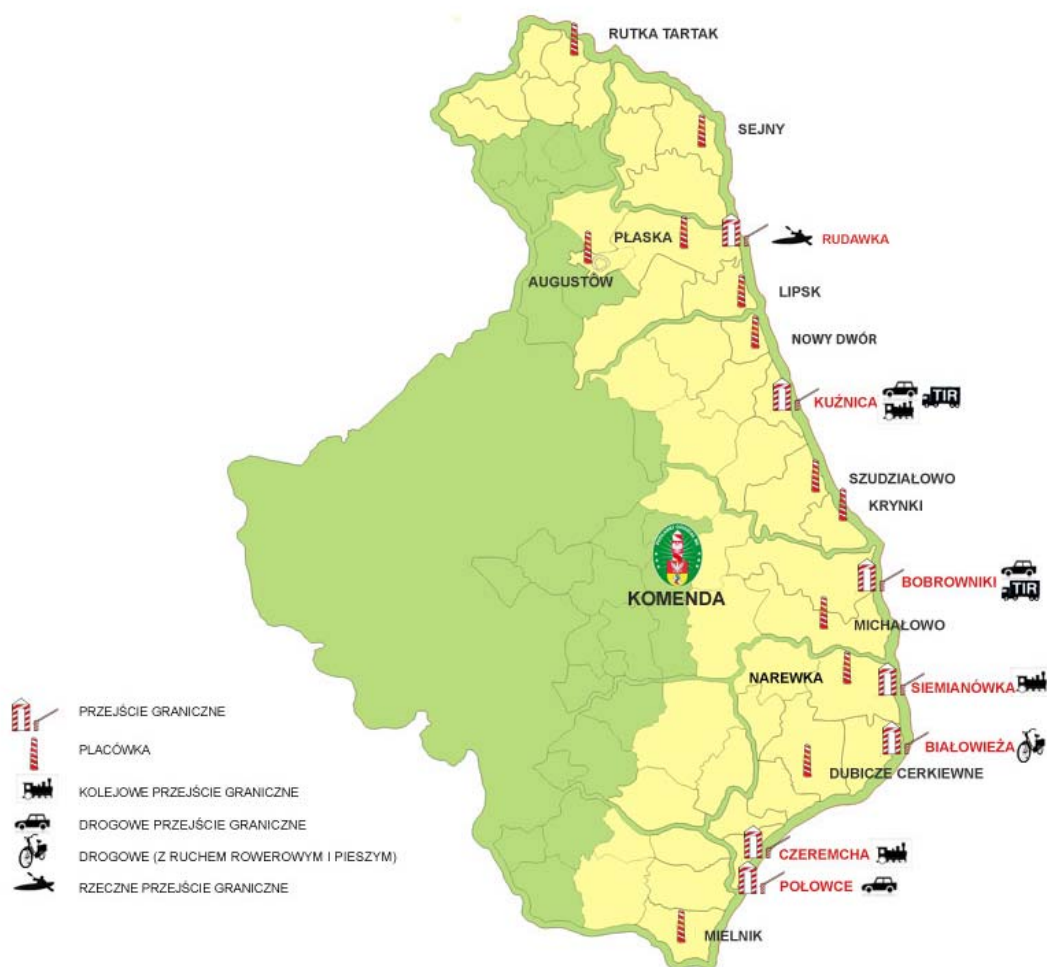 RUTKA TARTAK
SEJNY
PŁASKA
RUDAWKA
AUGUSTÓW
LIPSK
NOWY DWÓR
KUŹNICA
TIR
SZUDZIAŁOWO
KRYNKI
BOBROWNIKI
TIR
KOMENDA
MICHAŁOWO
NAREWKA
SIEMIANÓWKA
BIAŁOWIEŻA
DUBICZE CERKIEWNE
CZEREMCHA
POŁOWCE
MIELNIK
PRZEJŚCIE GRANICZNE
PLACÓWKA
KOLEJOWE PRZEJŚCIE GRANICZNE
DROGOWE PRZEJŚCIE GRANICZNE
DROGOWE (Z RUCHEM ROWEROWYM I PIESZYM)
RZECZNE PRZEJŚCIE GRANICZNE